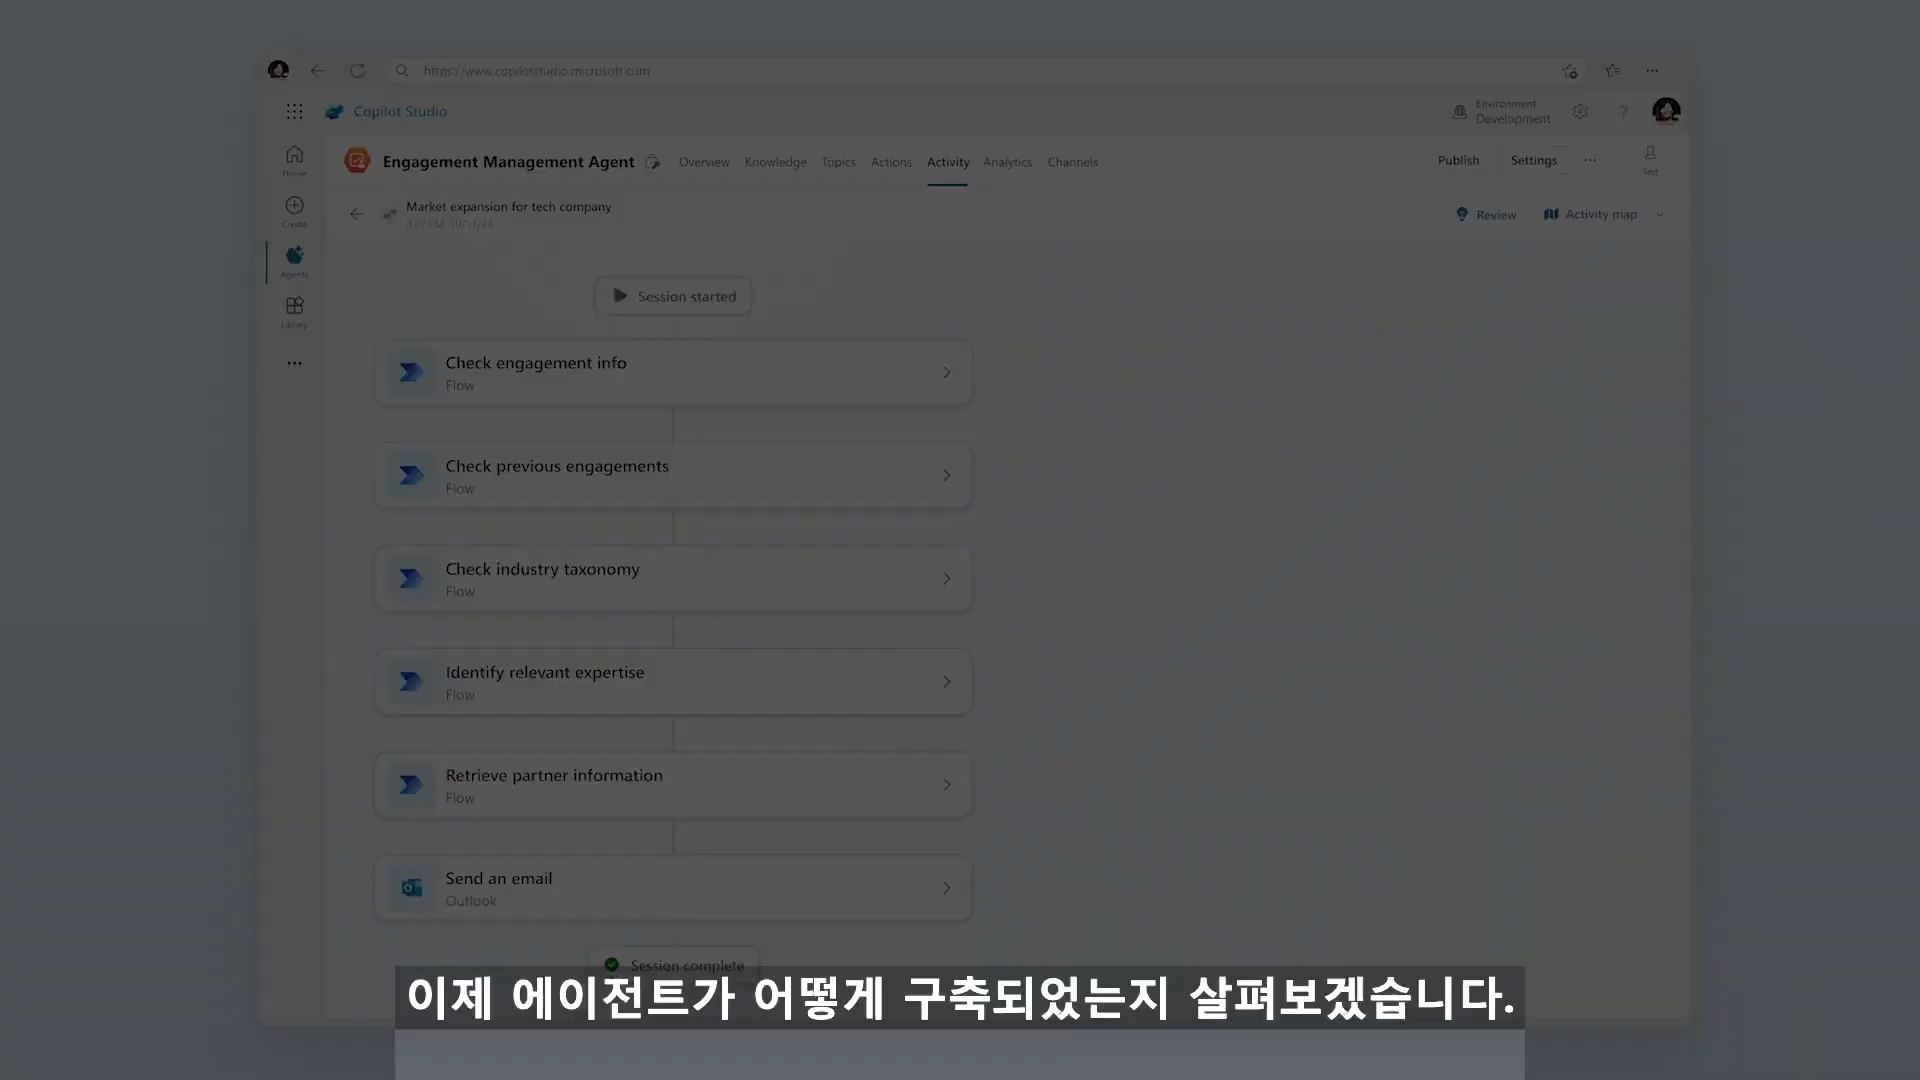 https://www.copilotstudio.microsoft.com
Copilot Studio
Environment
Development
Engagement Management Agent
Overview Knowledge Topics Actions Activity Analytics Channels
Publish Settings
Test
Home
Create
Agents
Library
Market expansion for tech company
Review Activity map
Session started
Check engagement info
Flow
Check previous engagements
Flow
Check industry taxonomy
Flow
Identify relevant expertise
Flow
Retrieve partner information
Flow
Send an email
Outlook
Session complete
이제 에이전트가 어떻게 구축되었는지 살펴보겠습니다.